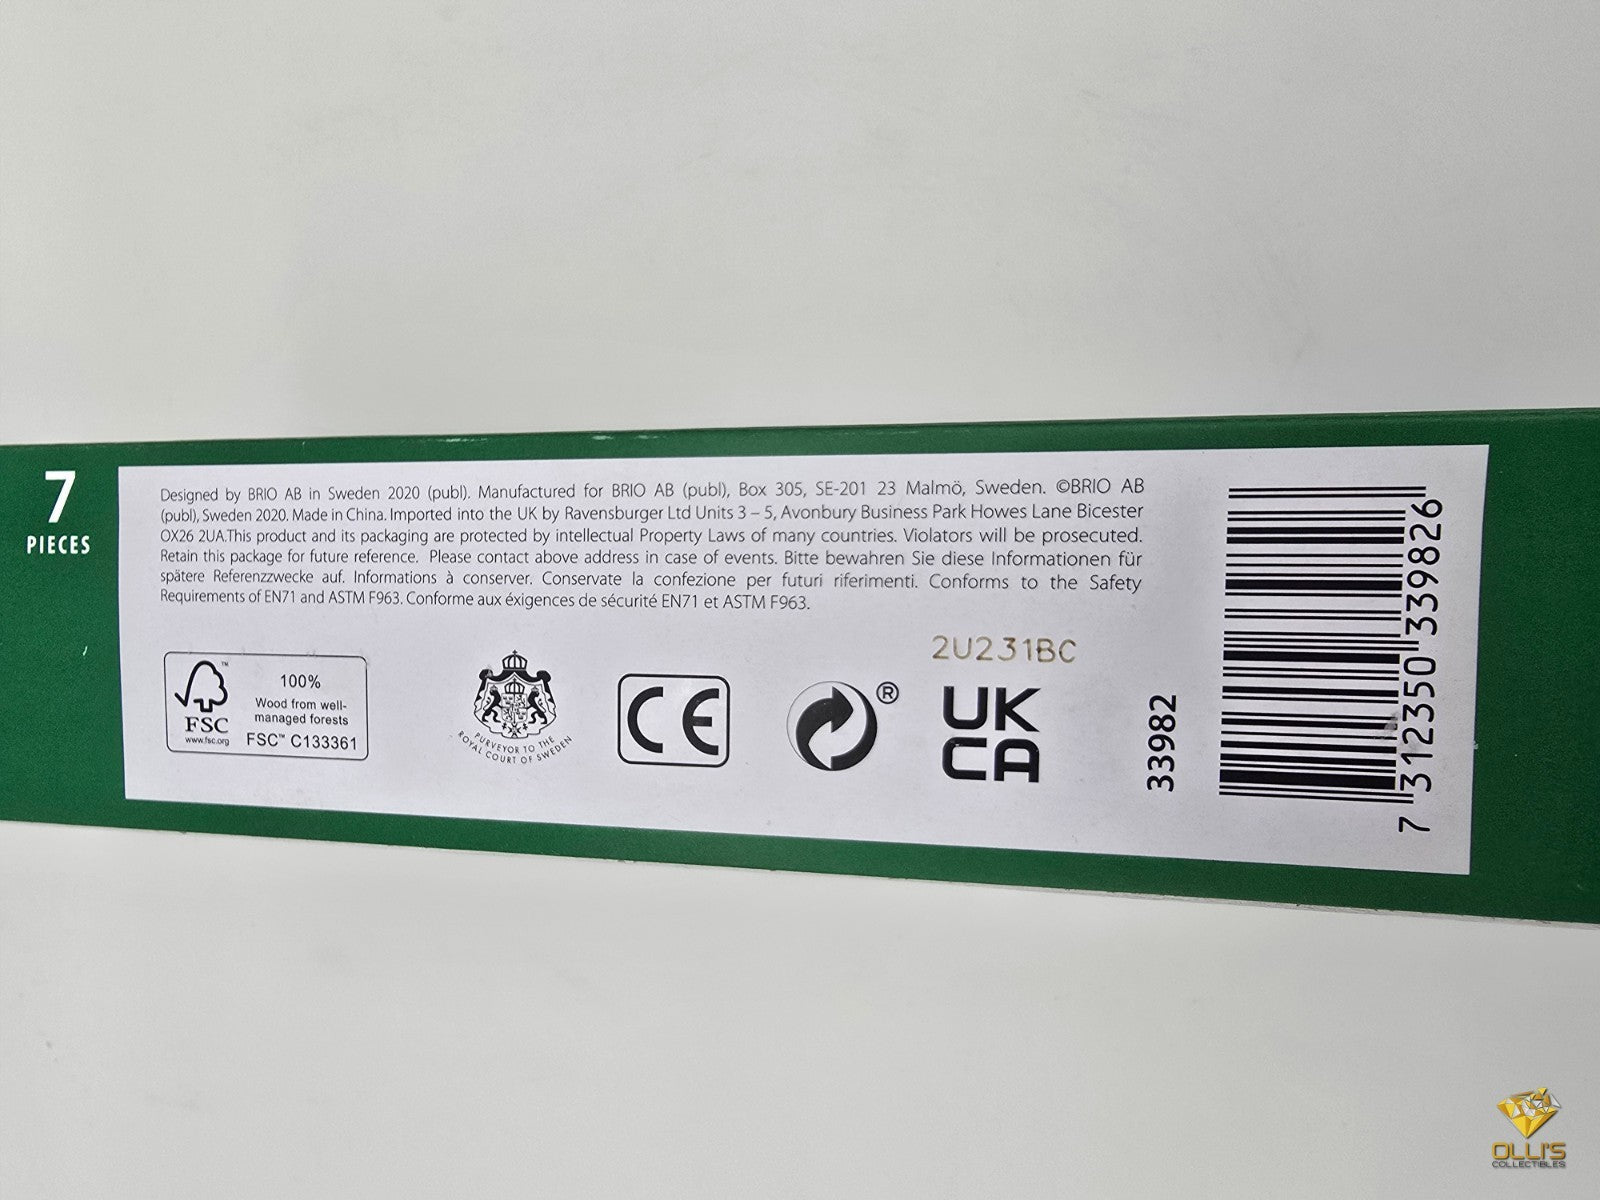 7
PIECES
Designed by BRIO AB in Sweden 2020 (publ). Manufactured for BRIO AB (publ), Box 305, SE-201 23 Malmö, Sweden. ©BRIO AB
(publ), Sweden 2020. Made in China. Imported into the UK by Ravensburger Ltd Units 3 – 5, Avonbury Business Park Howes Lane Bicester
OX26 2UA.This product and its packaging are protected by intellectual Property Laws of many countries. Violators will be prosecuted.
Retain this package for future reference. Please contact above address in case of events. Bitte bewahren Sie diese Informationen für
spätere Referenzzwecke auf. Informations à conserver. Conservate la confezione per futuri riferimenti. Conforms to the Safety
Requirements of EN71 and ASTM F963. Conforme aux éxigences de sécurité EN71 et ASTM F963.
FSC
™
www.fsc.org
100%
Wood from well-
managed forests
FSC™ C133361
PURVEYOR TO THE
ROYAL COURT OF SWEDEN
CE
®
2U231BC
UK
CA
33982
7 312350 339826
OLLI'S
COLLECTIBLES